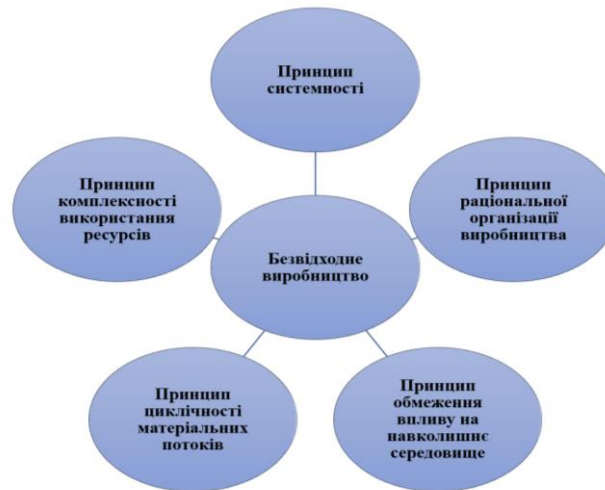 Принцип
системності
Принцип
комплексності
використання
ресурсів
Принцип
раціональної
організації
виробництва
Безвідходне
виробництво
Принцип
циклічності
матеріальних
потоків
Принцип
обмеження
впливу на
навколишнє
середовище